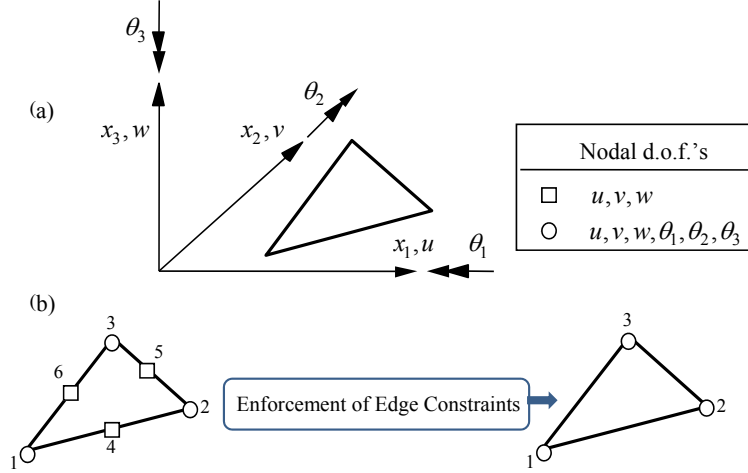 θ₃
(a)
θ₂
x₃, w
x₂, v
Nodal d.o.f.'s
u, v, w
u, v, w, θ₁, θ₂, θ₃
x₁, u
θ₁
(b)
3
6
5
2
4
1
Enforcement of Edge Constraints
3
2
1